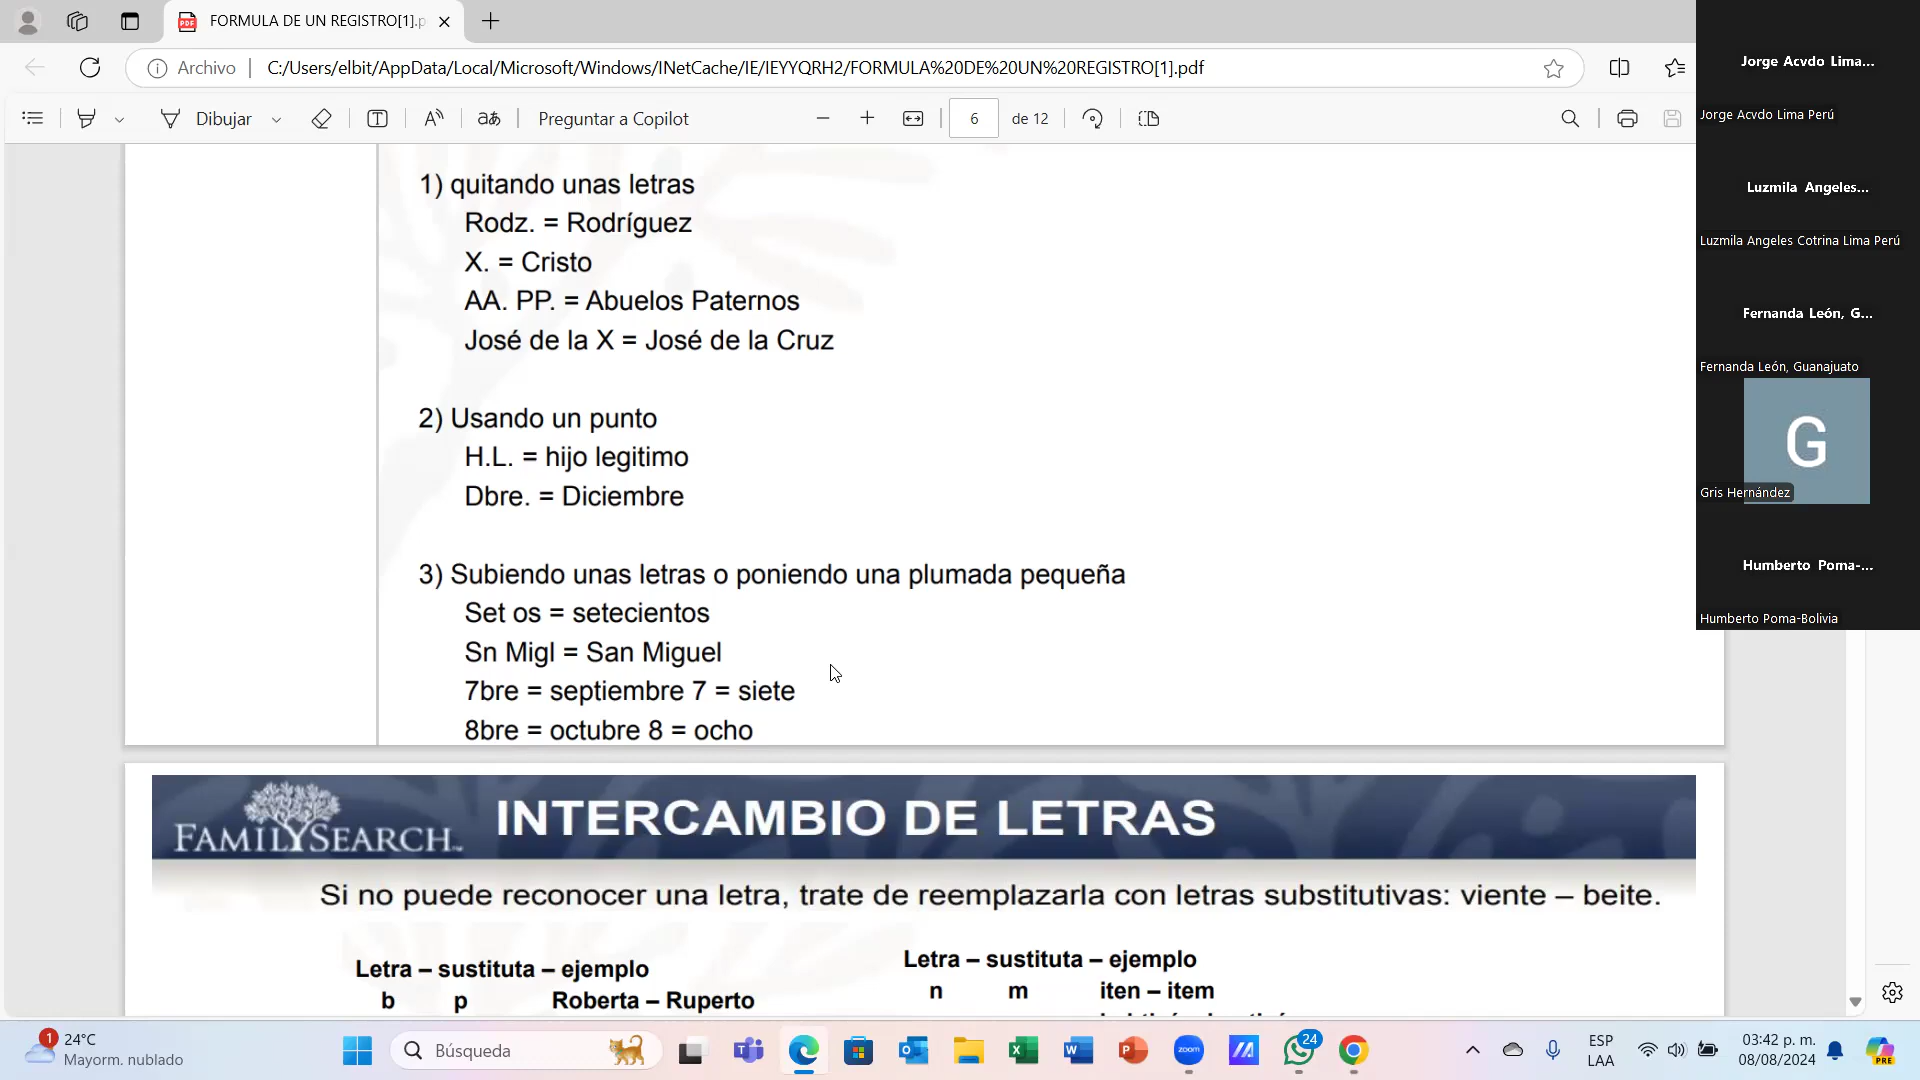 FORMULA DE UN REGISTRO[1].p
Archivo
C:/Users/elbit/AppData/Local/Microsoft/Windows/INetCache/IE/IEYYQRH2/FORMULA%20DE%20UN%20REGISTRO[1].pdf
Dibujar
Preguntar a Copilot
6 de 12
1) quitando unas letras
Rodz. = Rodríguez
X. = Cristo
AA. PP. = Abuelos Paternos
José de la X = José de la Cruz
2) Usando un punto
H.L. = hijo legitimo
Dbre. = Diciembre
3) Subiendo unas letras o poniendo una plumada pequeña
Set os = setecientos
Sn Migl = San Miguel
7bre = septiembre 7 = siete
8bre = octubre 8 = ocho
FAMILYSEARCH
INTERCAMBIO DE LETRAS
Si no puede reconocer una letra, trate de reemplazarla con letras substitutivas: viente – beite.
Letra – sustituta – ejemplo
b p Roberta – Ruperto
Letra – sustituta – ejemplo
n m iten – item
Jorge Acvdo Lima...
Jorge Acvdo Lima Perú
Luzmila Angeles...
Luzmila Angeles Cotrina Lima Perú
Fernanda León, G...
Fernanda León, Guanajuato
G
Gris Hernández
Humberto Poma-...
Humberto Poma-Bolivia
1
24°C
Mayorm. nublado
Búsqueda
zoom
24
ESP
LAA
03:42 p. m.
08/08/2024
PRE